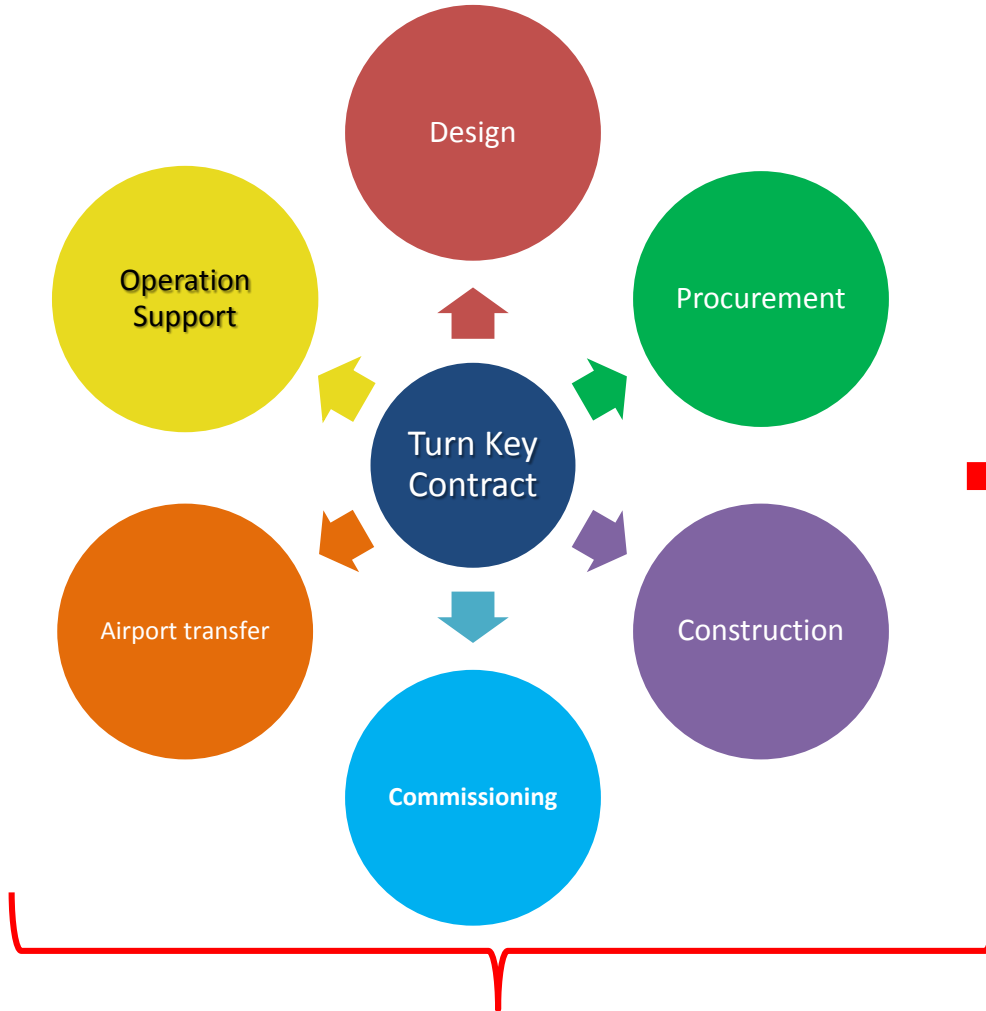 Design
Operation
Support
Procurement
Turn Key
Contract
Airport transfer
Construction
Commissioning